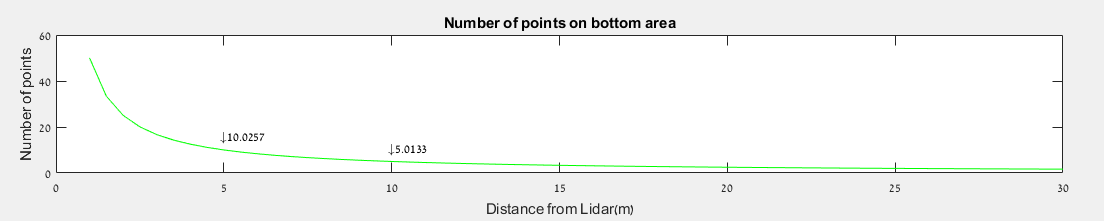 Number of points on bottom area
Number of points
60
40
20
0
↓10.0257
↓5.0133
0 5 10 15 20 25 30
Distance from Lidar(m)